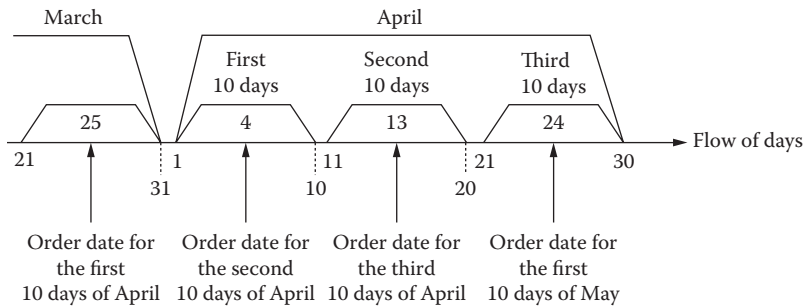 March
April
First
10 days
Second
10 days
Third
10 days
25
4
13
24
Flow of days
21
31
1
10
11
20
21
30
Order date for
the first
10 days of April
Order date for
the second
10 days of April
Order date for
the third
10 days of April
Order date for
the first
10 days of May